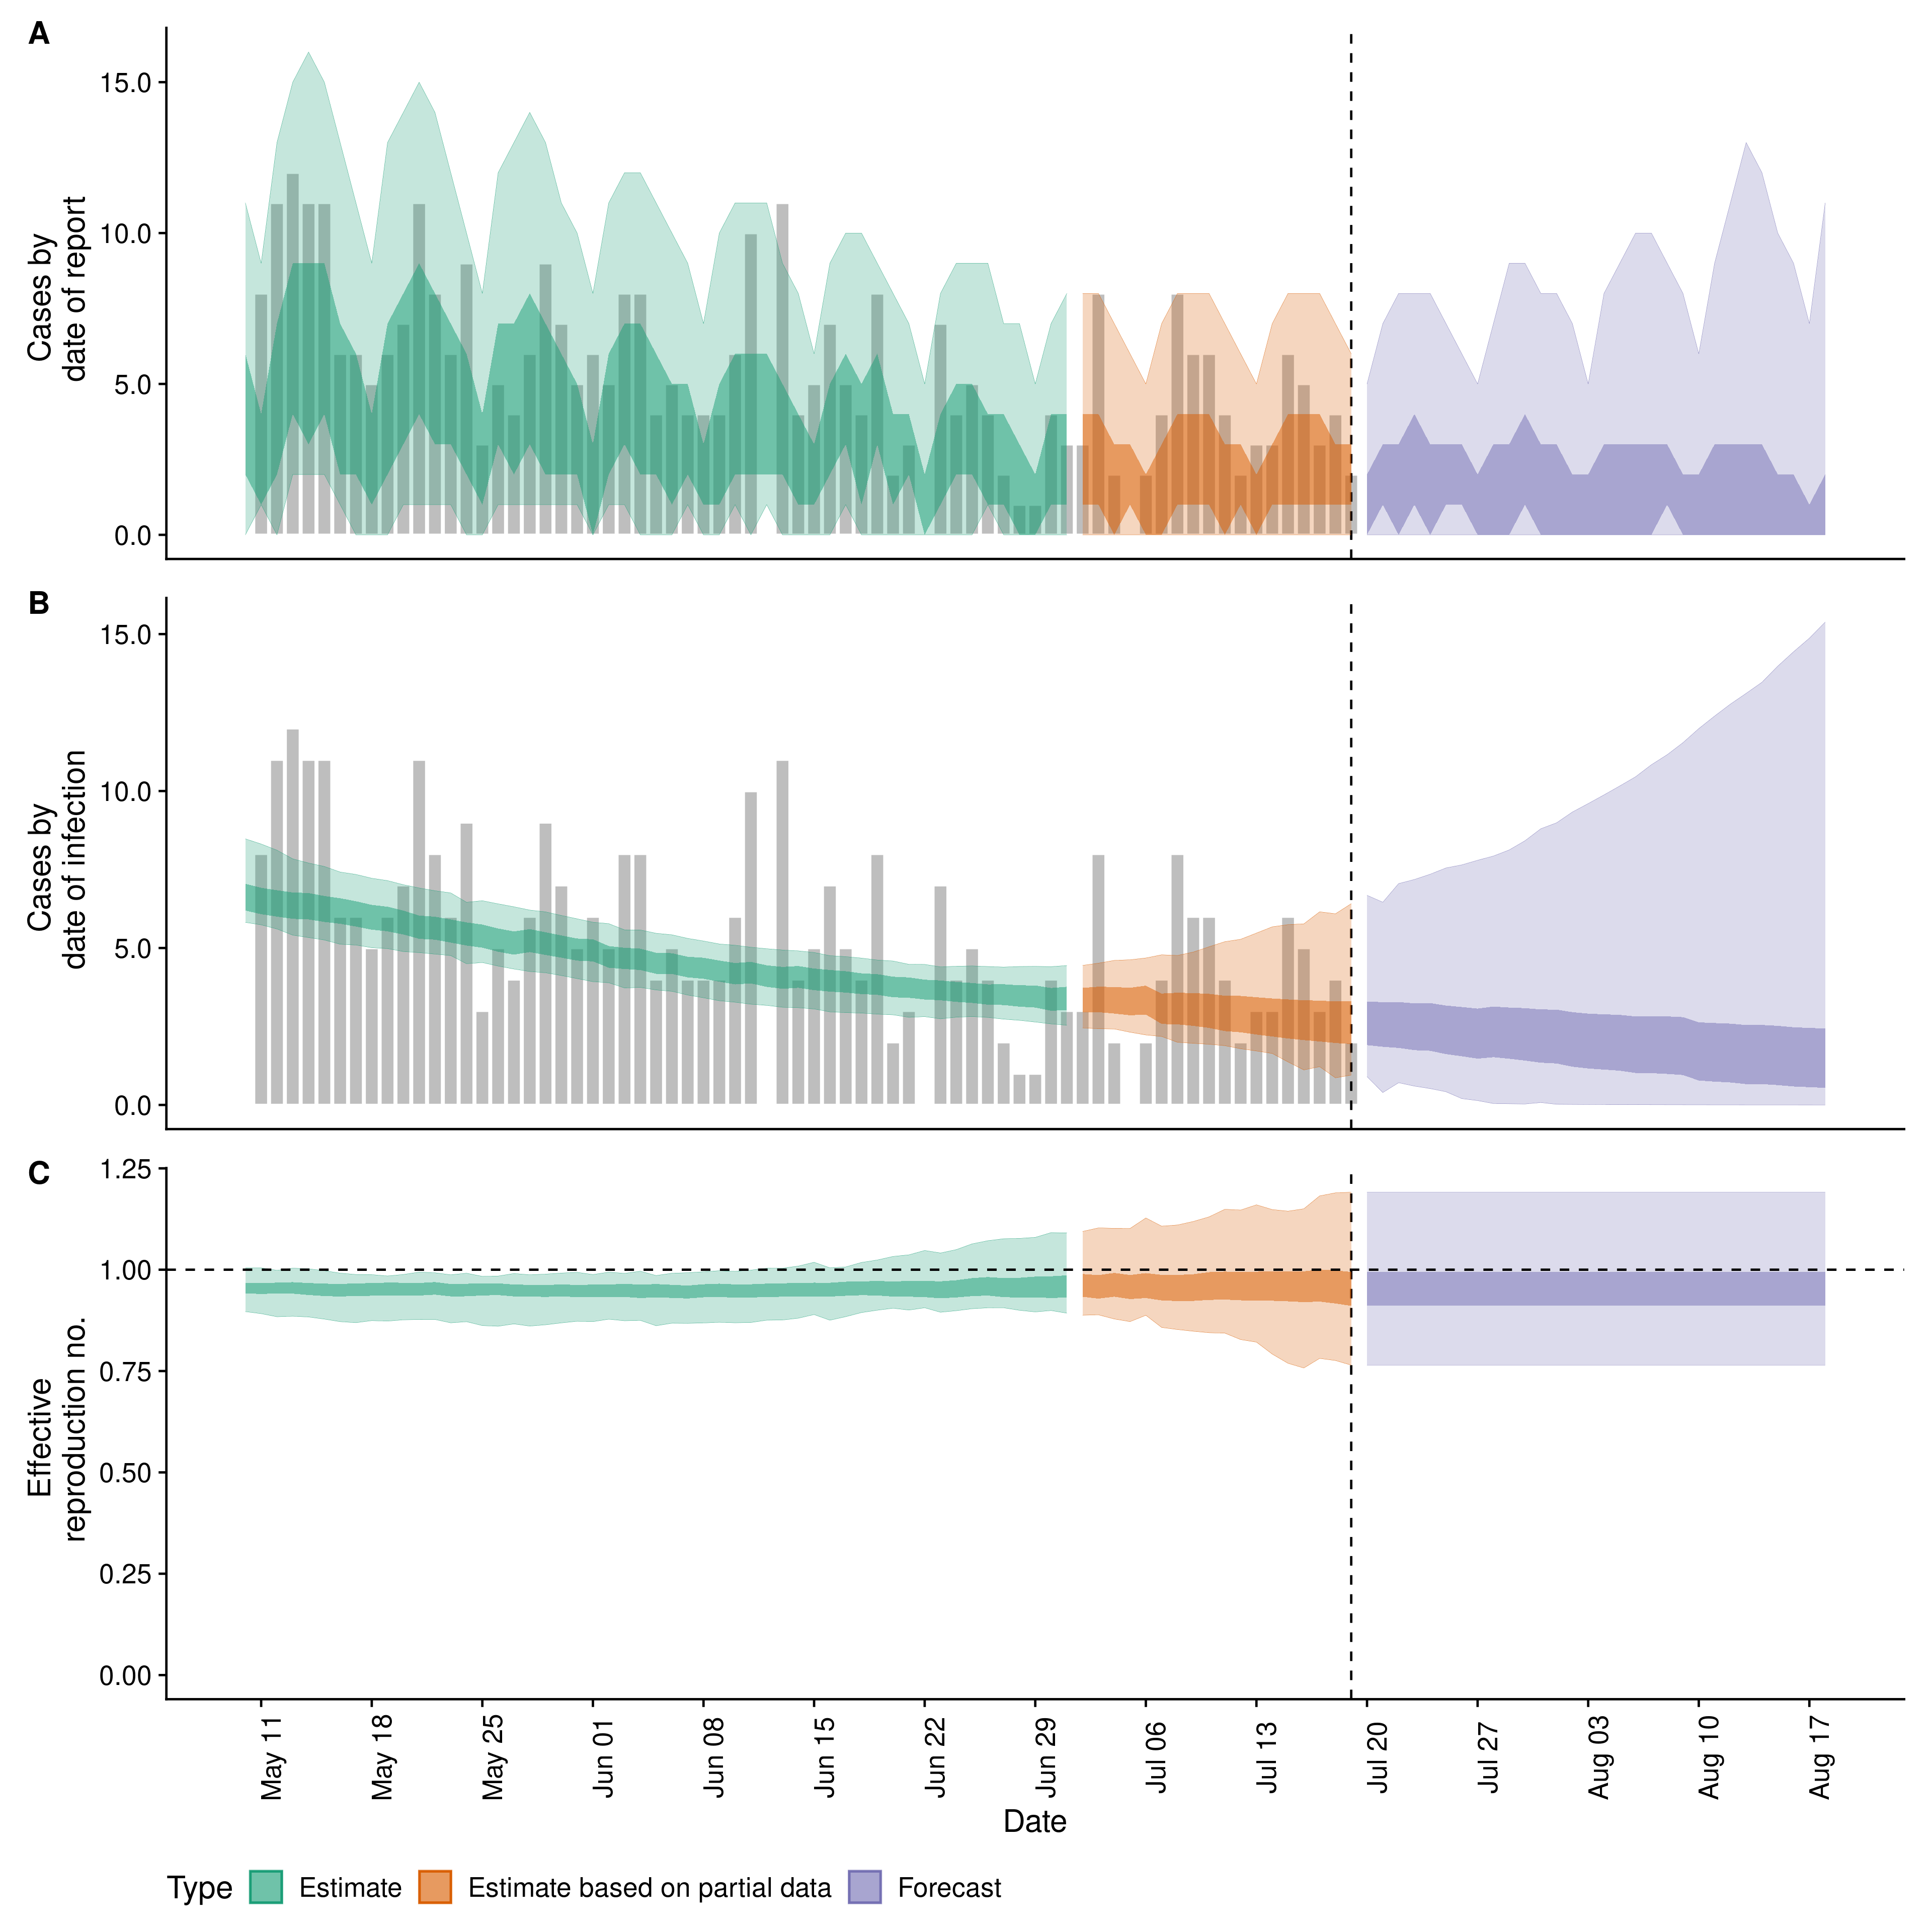 A
Cases by
date of report
15.0
10.0
5.0
0.0
B
Cases by
date of infection
15.0
10.0
5.0
0.0
C
Effective
reproduction no.
1.25
1.00
0.75
0.50
0.25
0.00
May 11
May 18
May 25
Jun 01
Jun 08
Jun 15
Jun 22
Jun 29
Jul 06
Jul 13
Jul 20
Jul 27
Aug 03
Aug 10
Aug 17
Date
Type Estimate Estimate based on partial data Forecast